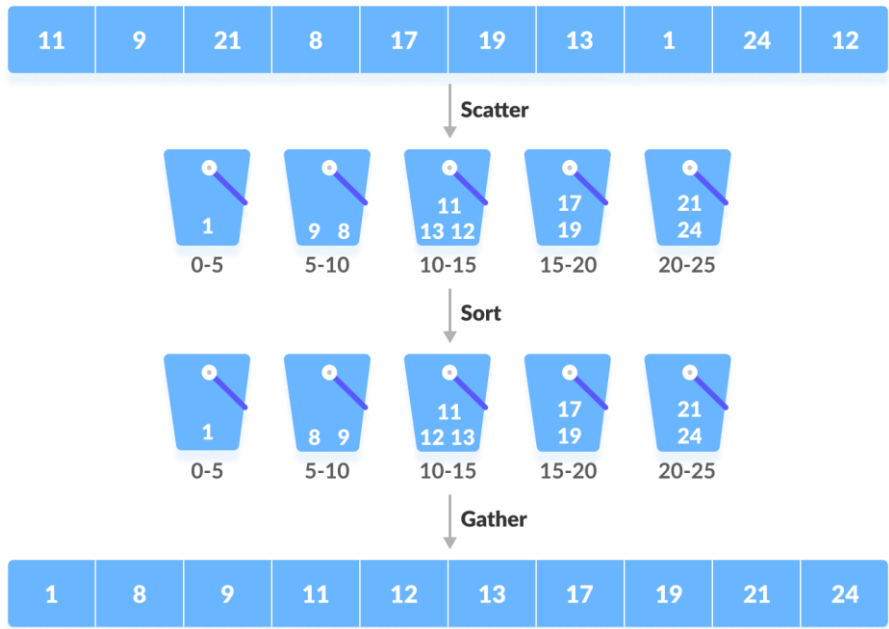 11 9 21 8 17 19 13 1 24 12
Scatter
11 17 21
1 9 8 13 12 19 24
0-5 5-10 10-15 15-20 20-25
Sort
11 17 21
1 8 9 12 13 19 24
0-5 5-10 10-15 15-20 20-25
Gather
1 8 9 11 12 13 17 19 21 24